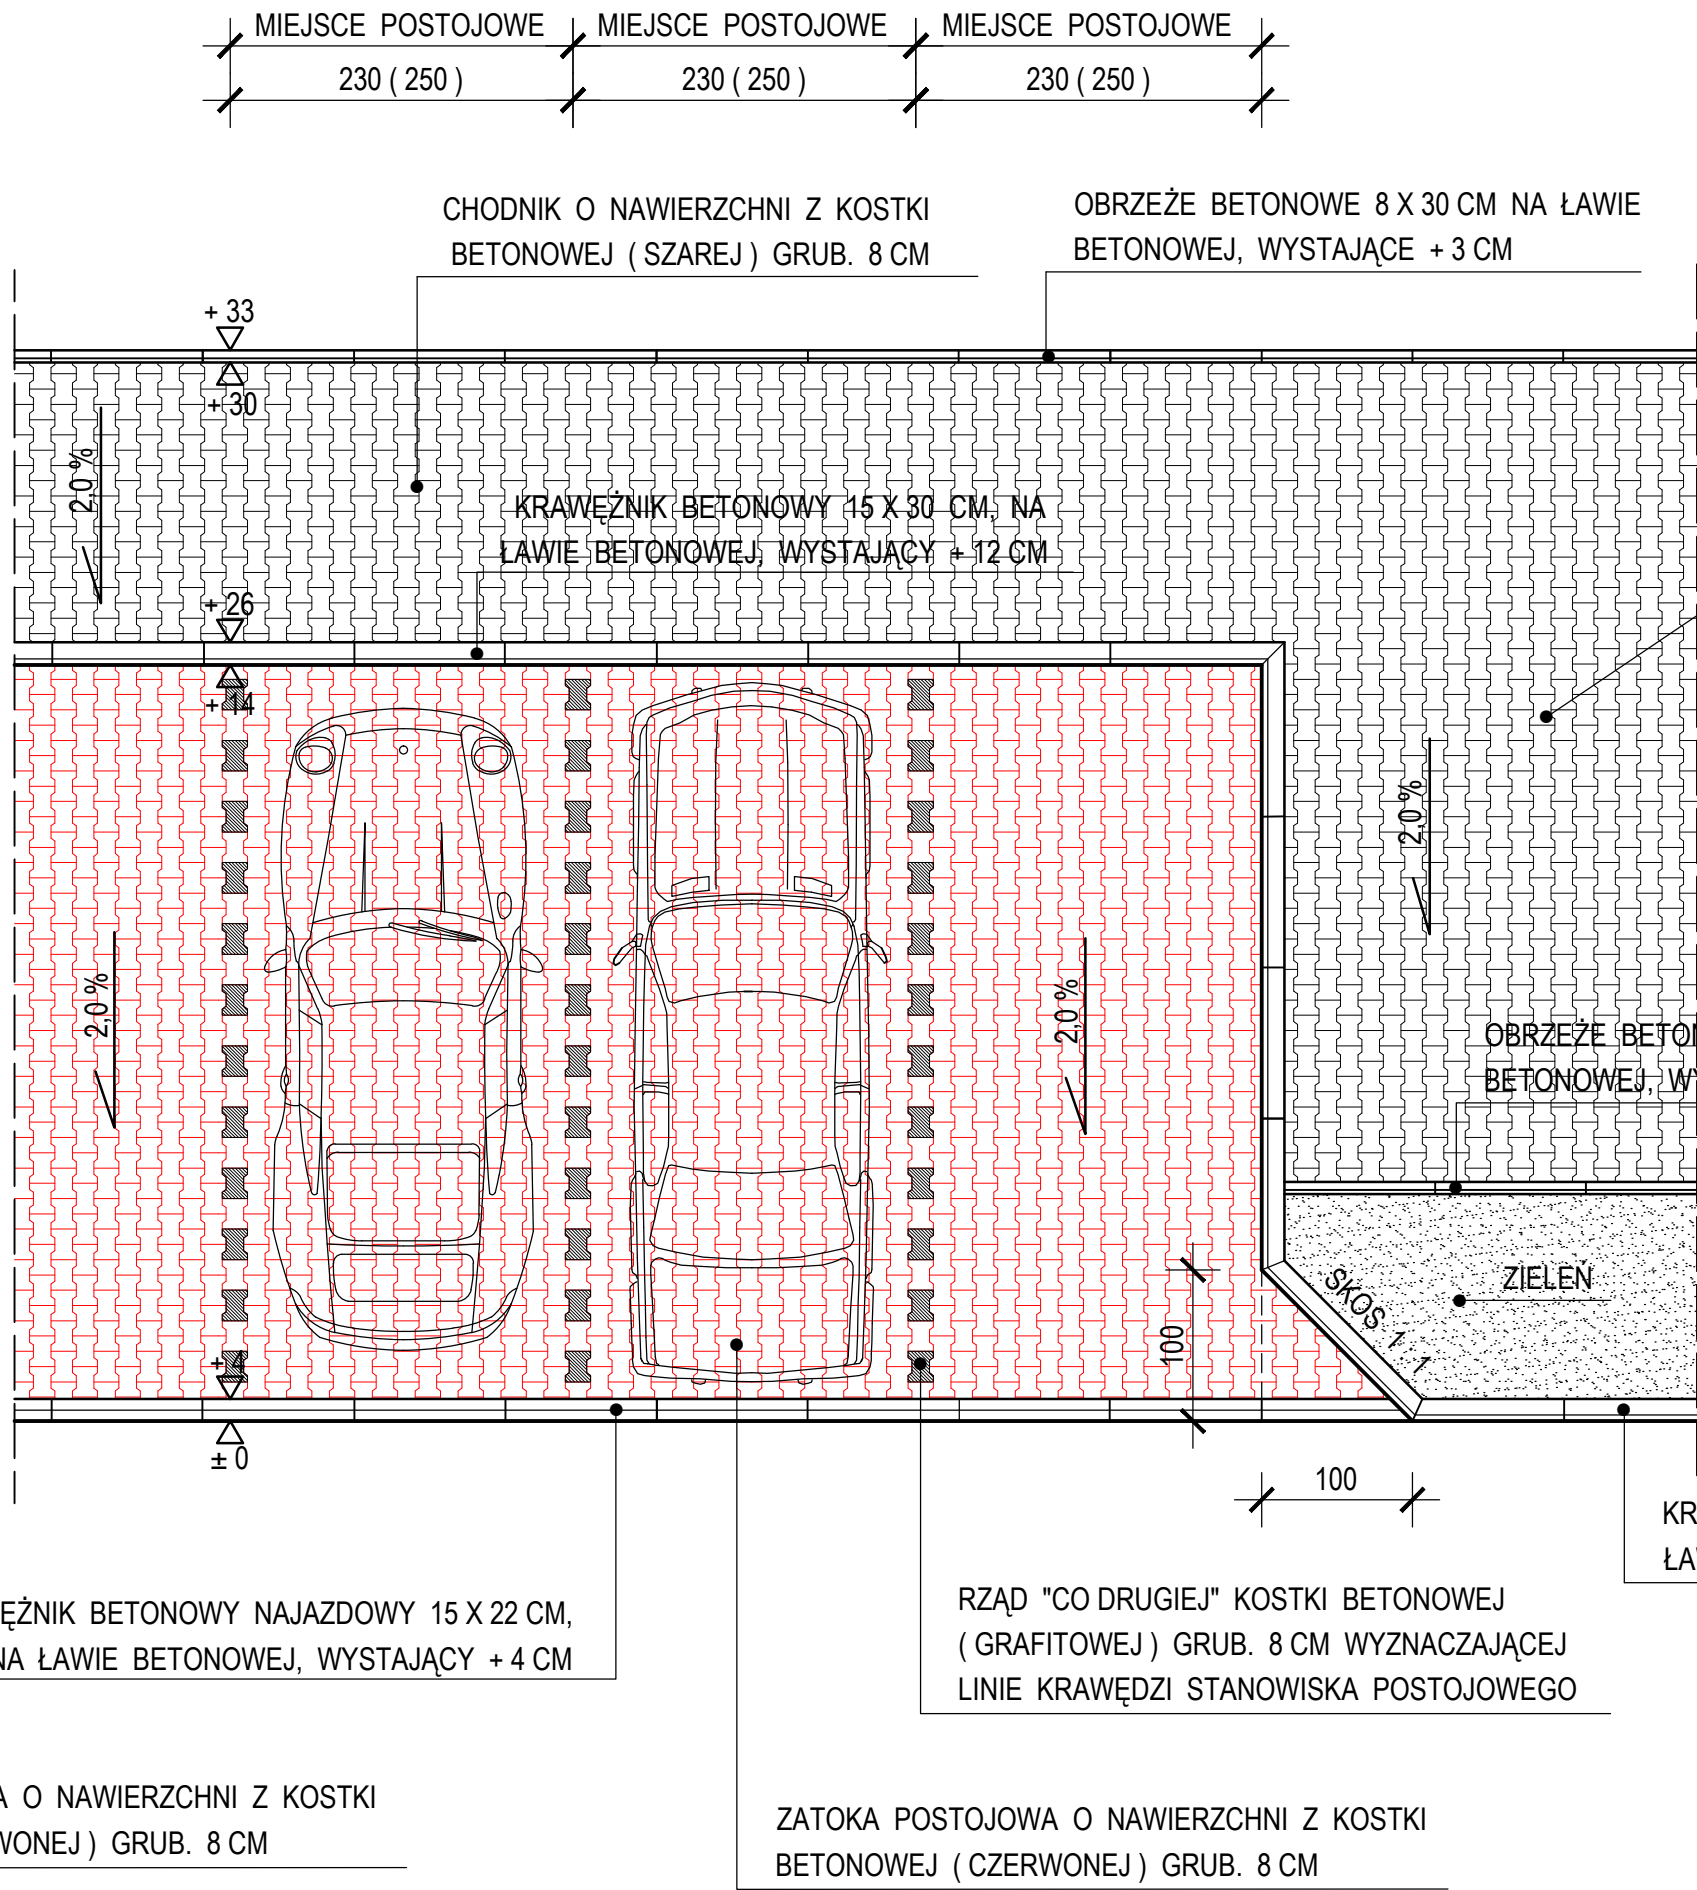 MIEJSCE POSTOJOWE MIEJSCE POSTOJOWE MIEJSCE POSTOJOWE
230 ( 250 ) 230 ( 250 ) 230 ( 250 )
CHODNIK O NAWIERZCHNI Z KOSTKI
BETONOWEJ ( SZAREJ ) GRUB. 8 CM
OBRZEŻE BETONOWE 8 X 30 CM NA ŁAWIE
BETONOWEJ, WYSTAJĄCE + 3 CM
+ 33
+ 30
2,0 %
KRAWĘŻNIK BETONOWY 15 X 30 CM, NA
ŁAWIE BETONOWEJ, WYSTAJĄCY + 12 CM
+ 26
+ 14
2,0 %
2,0 %
2,0 %
OBRZEŻE BETON
BETONOWEJ, WY
ZIELEŃ
SKOS 1:1
100
+ 4
± 0
100
KR
ŁAW
ĘŻNIK BETONOWY NAJAZDOWY 15 X 22 CM,
NA ŁAWIE BETONOWEJ, WYSTAJĄCY + 4 CM
RZĄD "CO DRUGIEJ" KOSTKI BETONOWEJ
( GRAFITOWEJ ) GRUB. 8 CM WYZNACZAJĄCEJ
LINIE KRAWĘDZI STANOWISKA POSTOJOWEGO
A O NAWIERZCHNI Z KOSTKI
WONEJ ) GRUB. 8 CM
ZATOKA POSTOJOWA O NAWIERZCHNI Z KOSTKI
BETONOWEJ ( CZERWONEJ ) GRUB. 8 CM